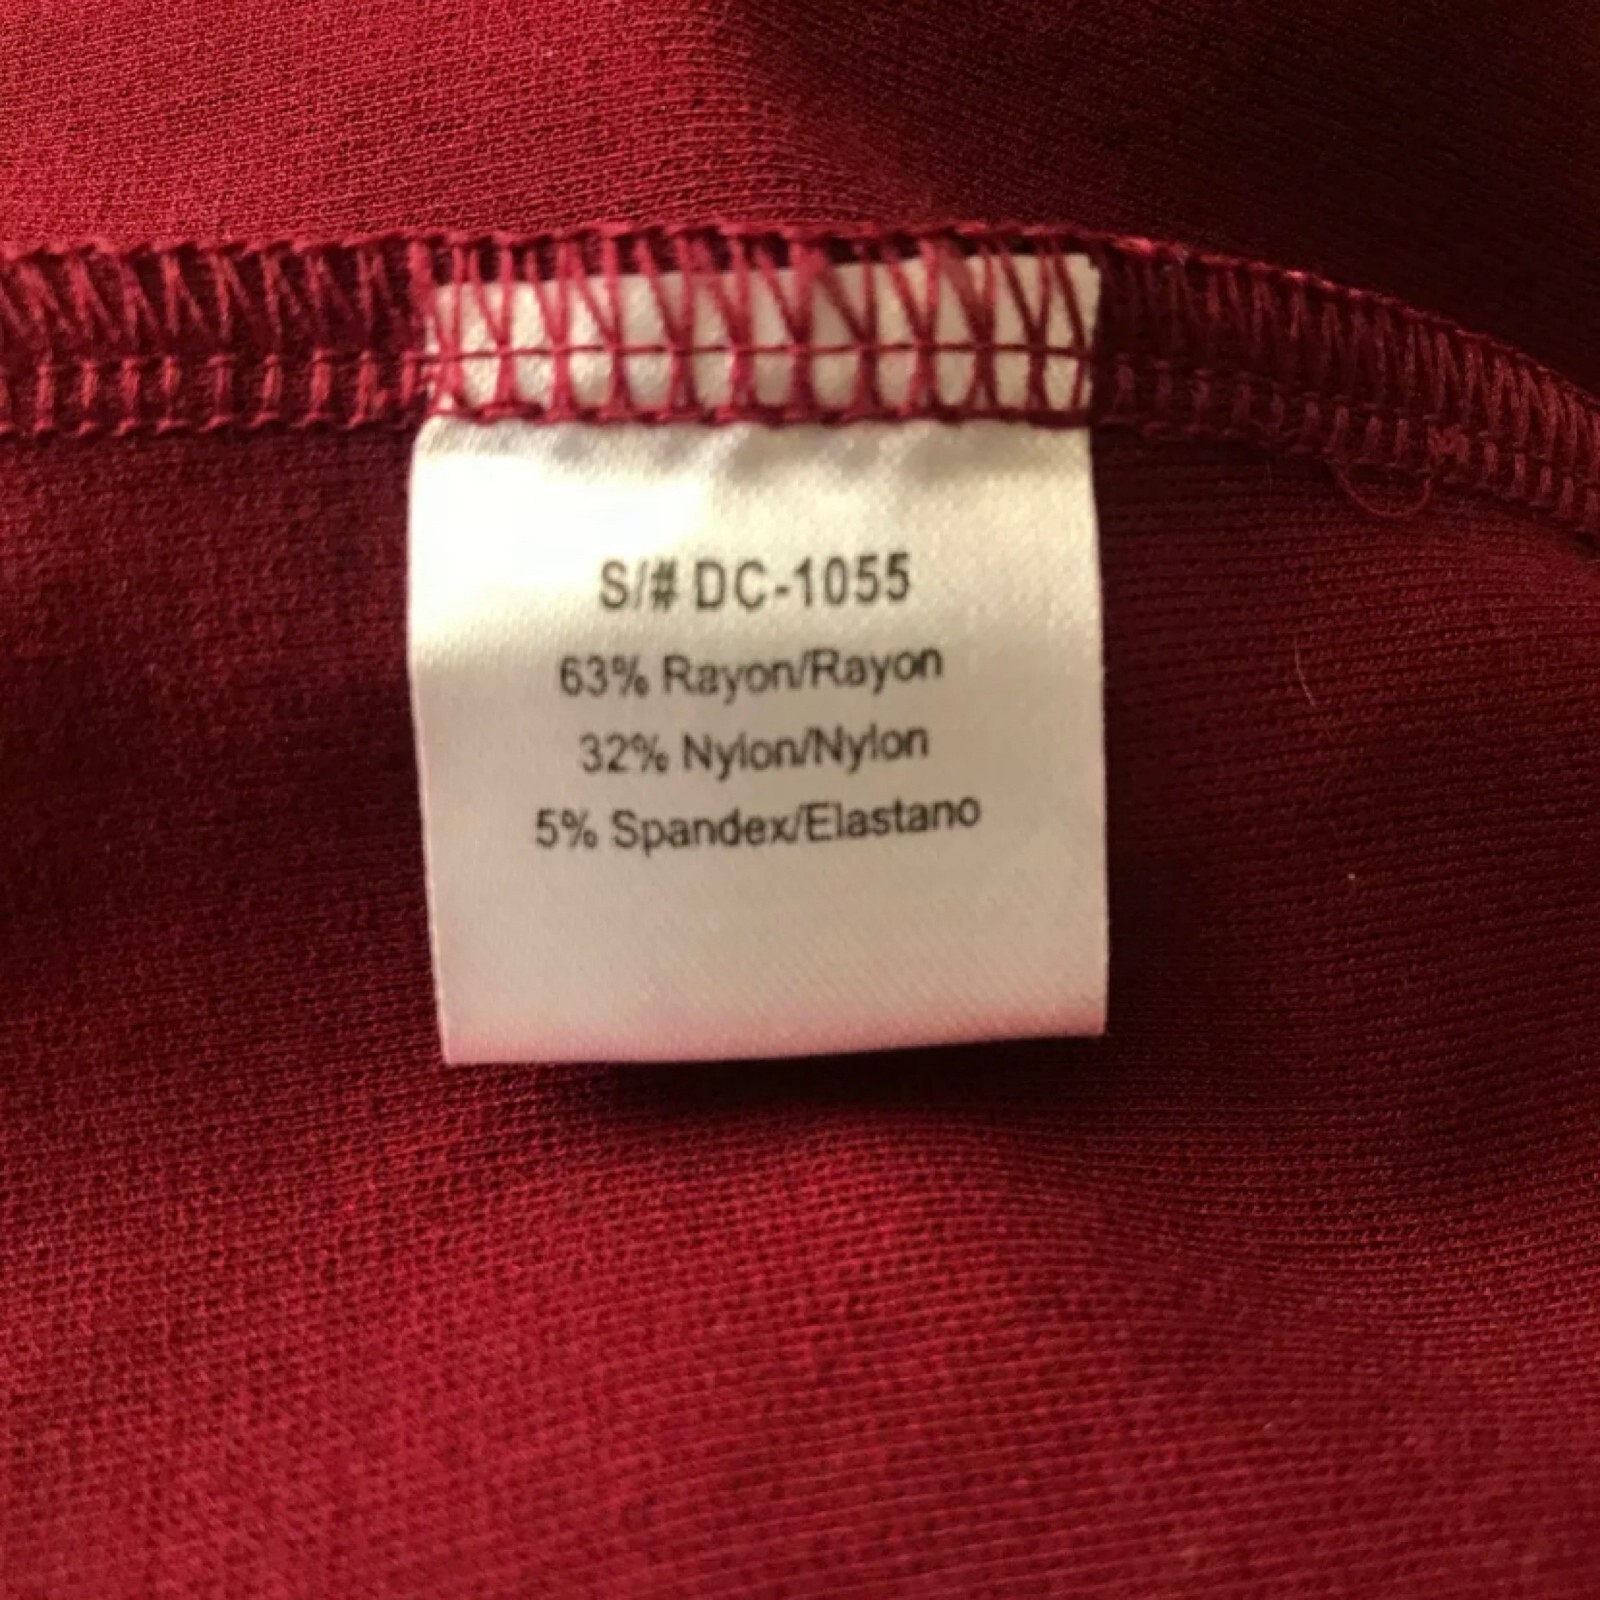 S/# DC-1055
63% Rayon/Rayon
32% Nylon/Nylon
5% Spandex/Elastano